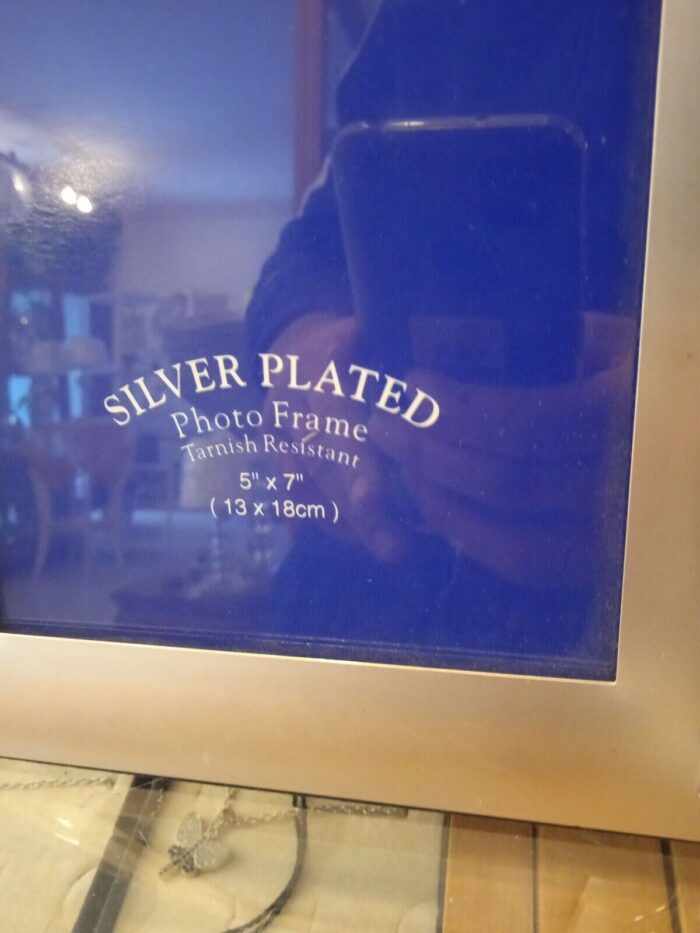 SILVER PLATED
Photo Frame
Tarnish Resistant
5" x 7"
( 13 x 18cm )